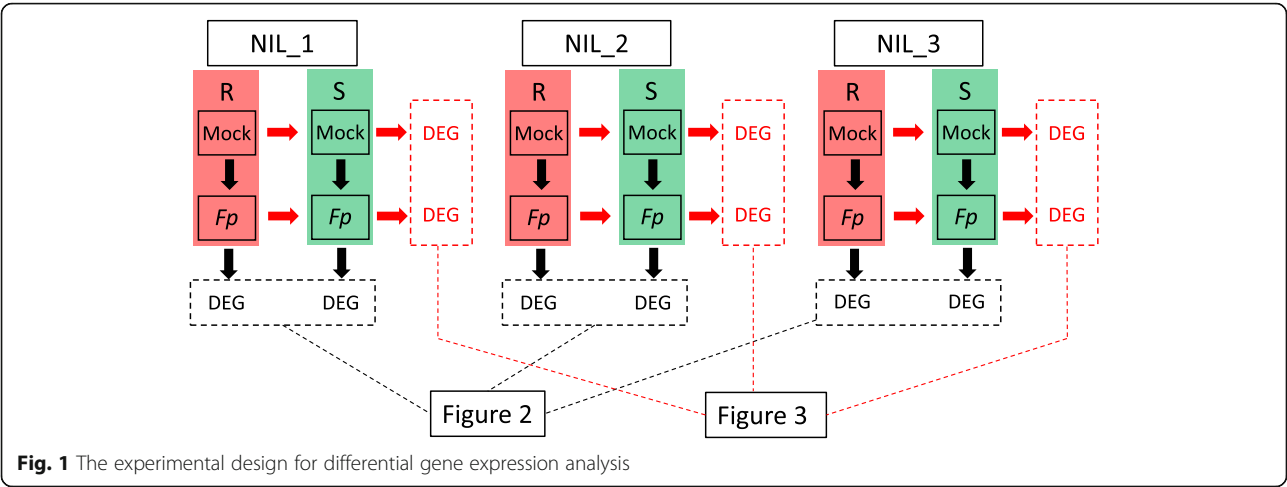 NIL_1 NIL_2 NIL_3
R S R S R S
Mock Mock DEG Mock Mock DEG Mock Mock DEG
Fp Fp DEG Fp Fp DEG Fp Fp DEG
DEG DEG DEG DEG DEG DEG
Figure 2 Figure 3
Fig. 1 The experimental design for differential gene expression analysis